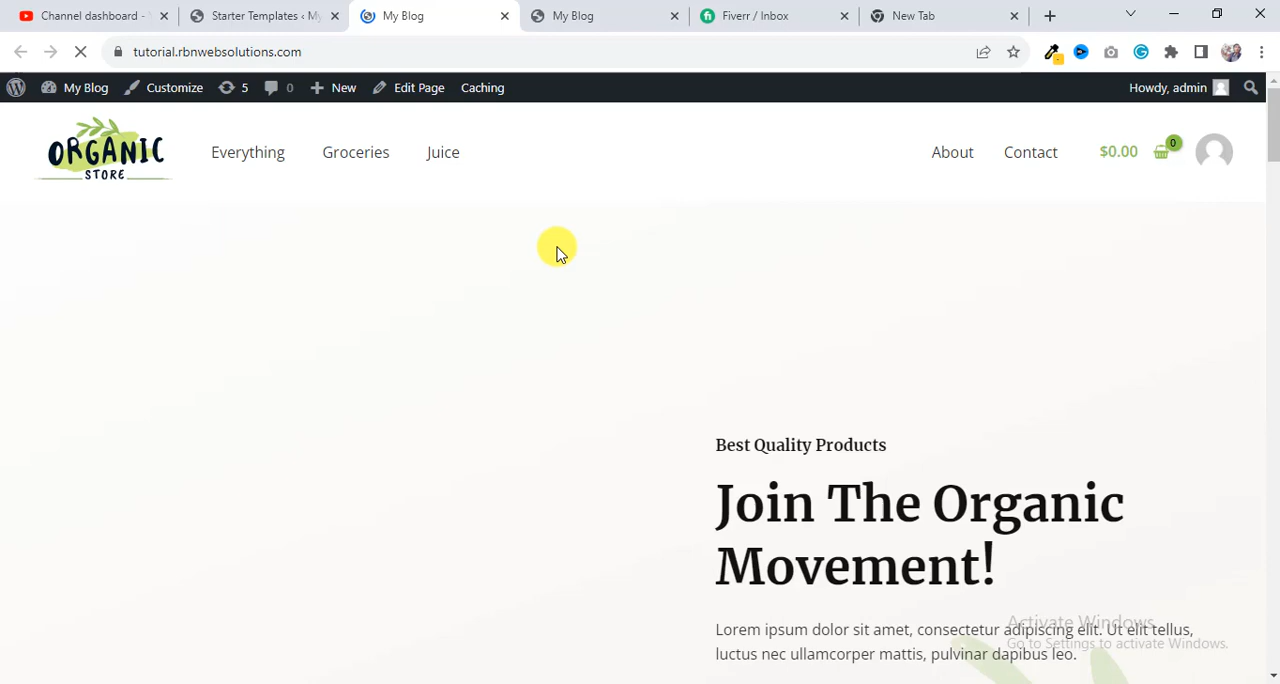 Channel dashboard -
Starter Templates ‹ My
My Blog
My Blog
Fiverr / Inbox
New Tab
tutorial.rbnwebsolutions.com
My Blog
Customize
5
0
New
Edit Page
Caching
Howdy, admin
ORGANIC
STORE
Everything
Groceries
Juice
About
Contact
$0.00
0
Best Quality Products
Join The Organic
Movement!
Lorem ipsum dolor sit amet, consectetur adipiscing elit. Ut elit tellus,
luctus nec ullamcorper mattis, pulvinar dapibus leo.
Activate Windows
Go to Settings to activate Windows.